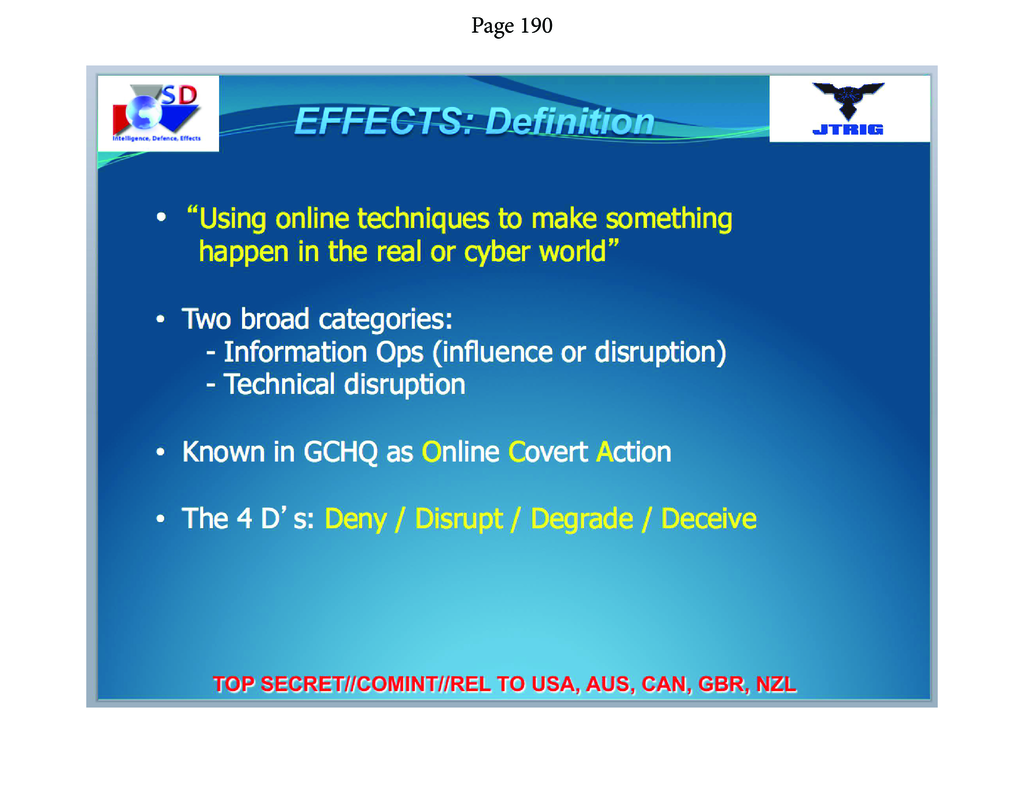 Page 190
CSD
Intelligence, Defence, Effects
EFFECTS: Definition
JTRIG
• “Using online techniques to make something
happen in the real or cyber world”
• Two broad categories:
- Information Ops (influence or disruption)
- Technical disruption
• Known in GCHQ as Online Covert Action
• The 4 D’s: Deny / Disrupt / Degrade / Deceive
TOP SECRET//COMINT//REL TO USA, AUS, CAN, GBR, NZL